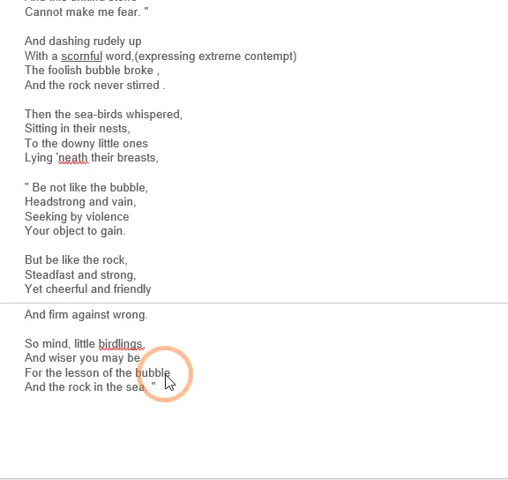 Cannot make me fear. "
And dashing rudely up
With a scornful word,(expressing extreme contempt)
The foolish bubble broke ,
And the rock never stirred .
Then the sea-birds whispered,
Sitting in their nests,
To the downy little ones
Lying 'neath their breasts,
" Be not like the bubble,
Headstrong and vain,
Seeking by violence
Your object to gain.
But be like the rock,
Steadfast and strong,
Yet cheerful and friendly
And firm against wrong.
So mind, little birdlings,
And wiser you may be
For the lesson of the bubble
And the rock in the sea. "